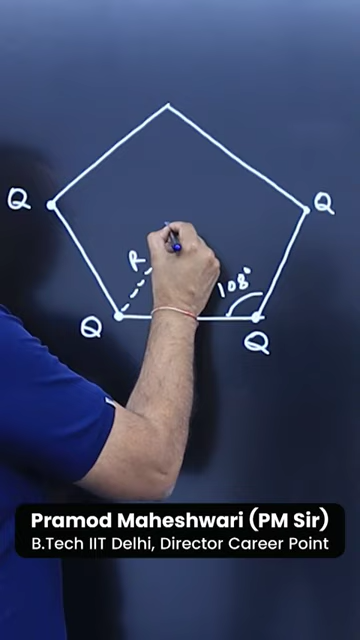 Q
Q
R
108°
Q
Q
Pramod Maheshwari (PM Sir)
B.Tech IIT Delhi, Director Career Point